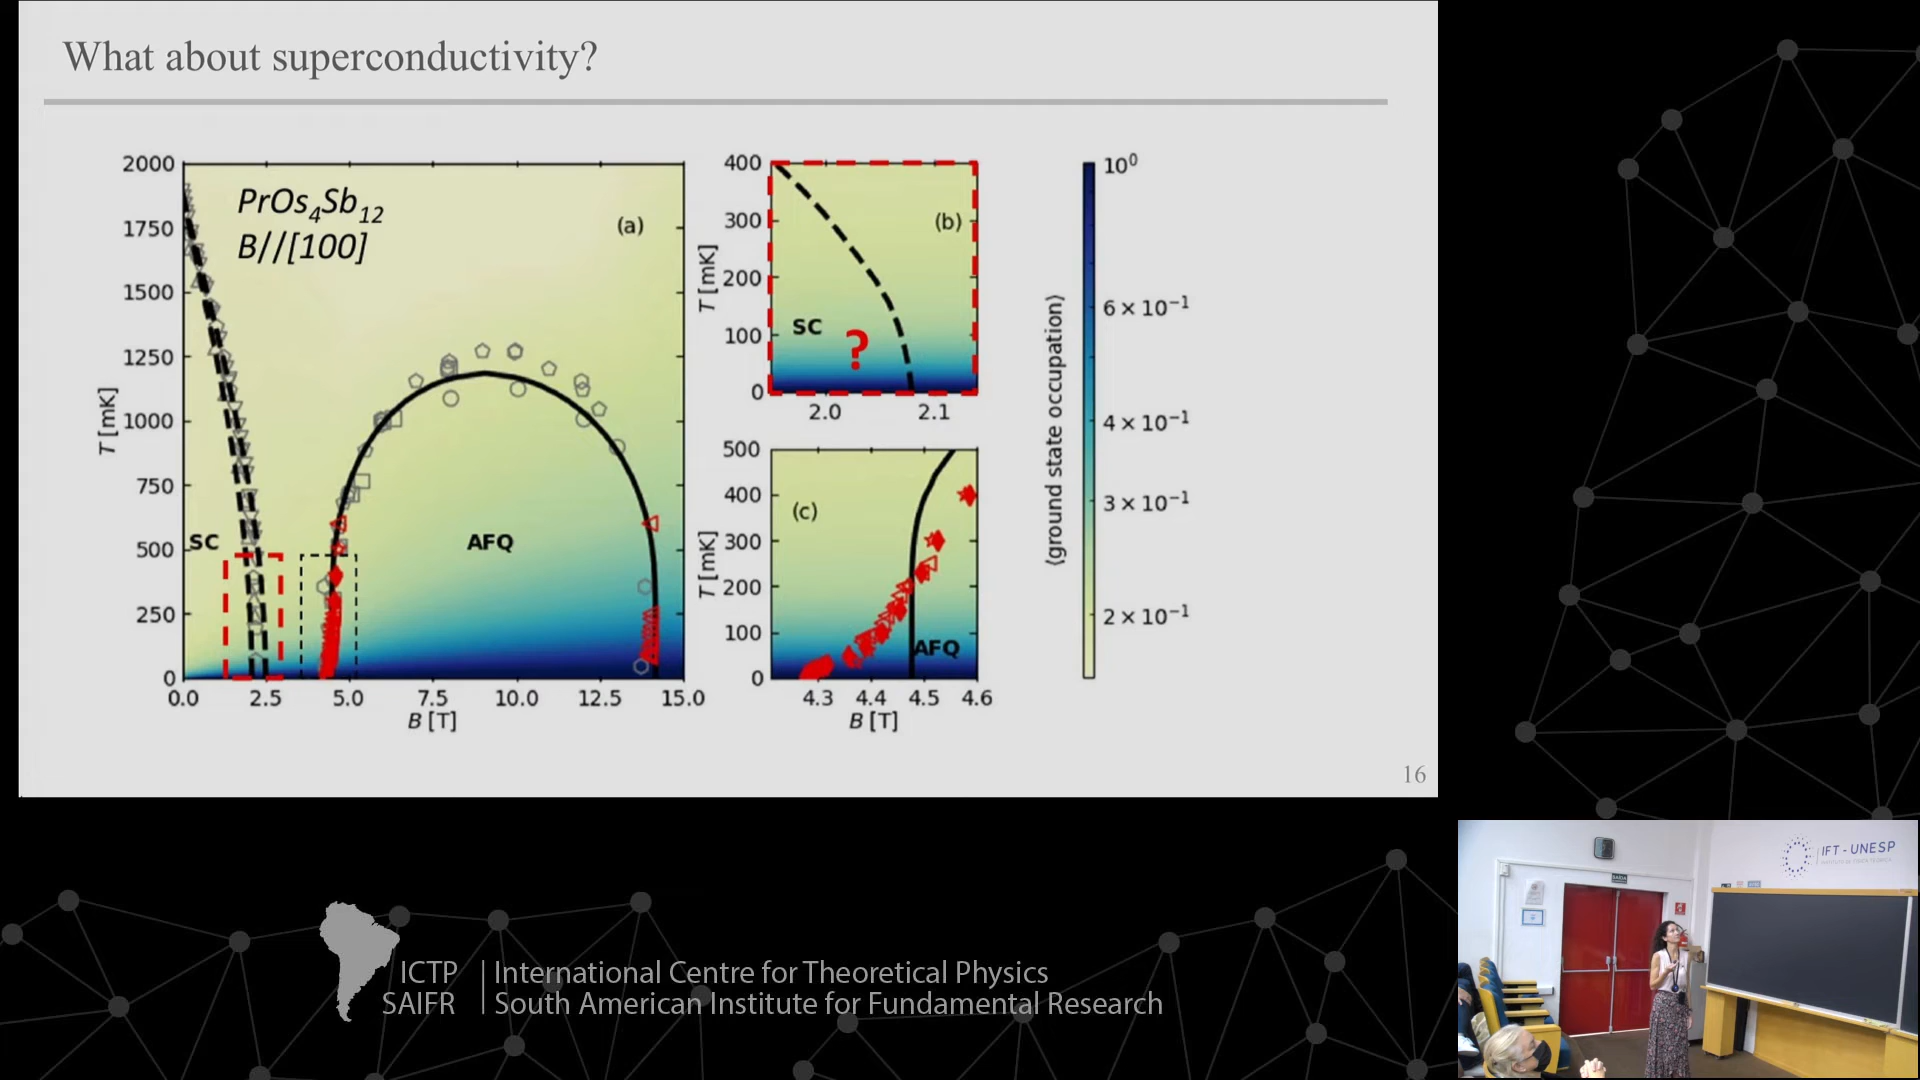 What about superconductivity?
PrOs4Sb12
B//[100]
(a)
2000
1750
1500
1250
1000
750
500
250
0
T [mK]
SC
AFQ
0.0 2.5 5.0 7.5 10.0 12.5 15.0
B [T]
400
300
200
100
0
T [mK]
(b)
SC
?
2.0 2.1
500
400
300
200
100
0
T [mK]
(c)
AFQ
4.3 4.4 4.5 4.6
B [T]
⟨ground state occupation⟩
10^0
6×10^−1
4×10^−1
3×10^−1
2×10^−1
16
ICTP
SAIFR
International Centre for Theoretical Physics
South American Institute for Fundamental Research
IFT - UNESP